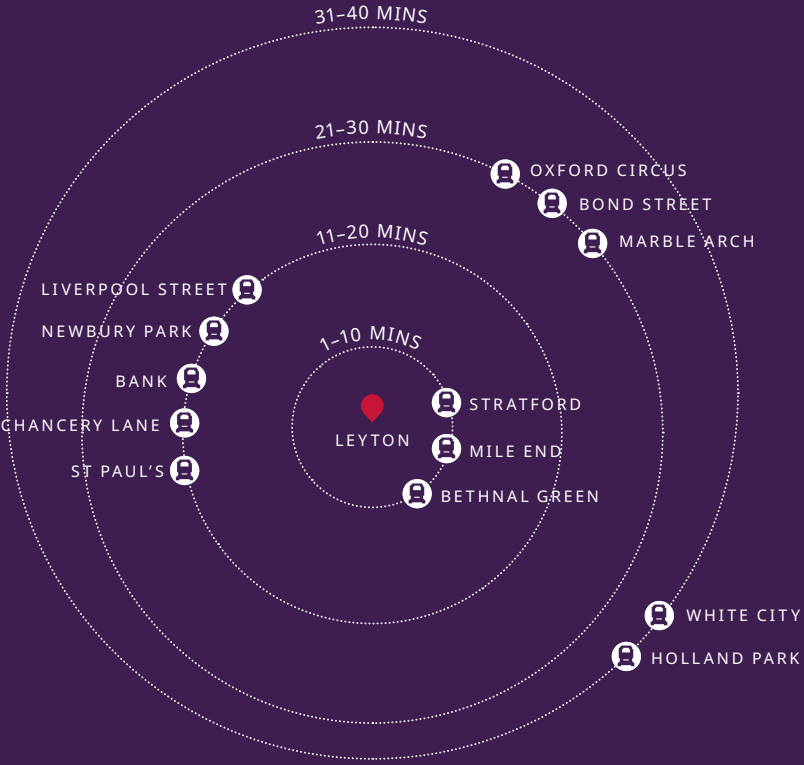 31–40 MINS
21–30 MINS
OXFORD CIRCUS
BOND STREET
11–20 MINS
MARBLE ARCH
LIVERPOOL STREET
NEWBURY PARK
1–10 MINS
BANK
STRATFORD
CHANCERY LANE
LEYTON
MILE END
ST PAUL’S
BETHNAL GREEN
WHITE CITY
HOLLAND PARK